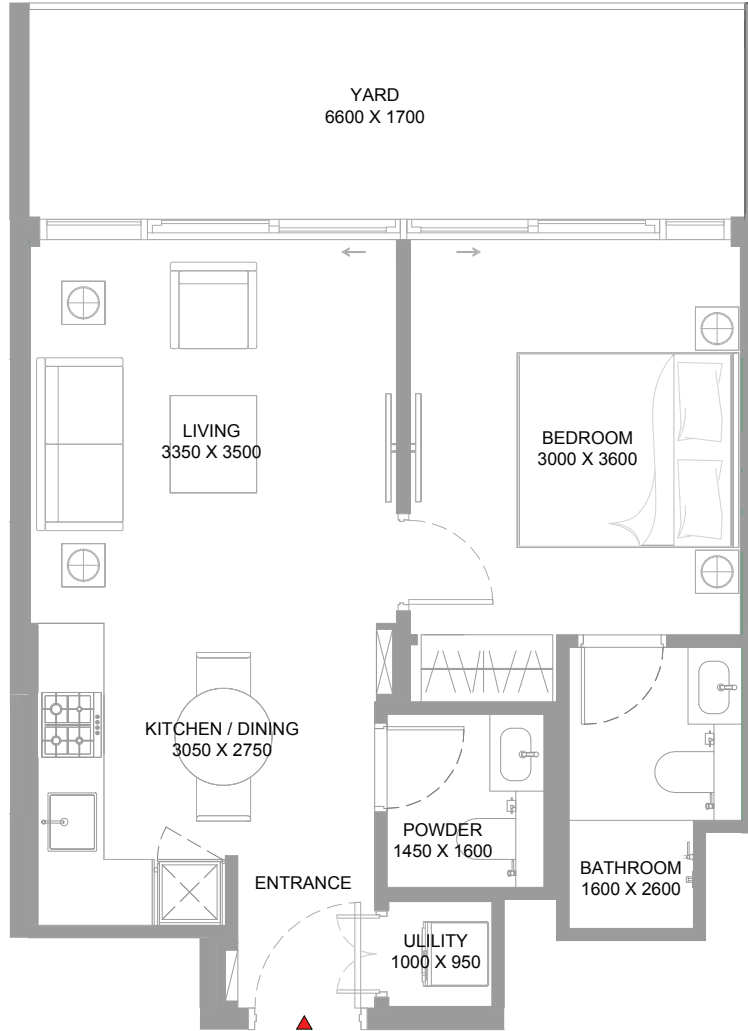 YARD
6600 X 1700
LIVING
3350 X 3500
BEDROOM
3000 X 3600
KITCHEN / DINING
3050 X 2750
POWDER
1450 X 1600
BATHROOM
1600 X 2600
ENTRANCE
ULILITY
1000 X 950